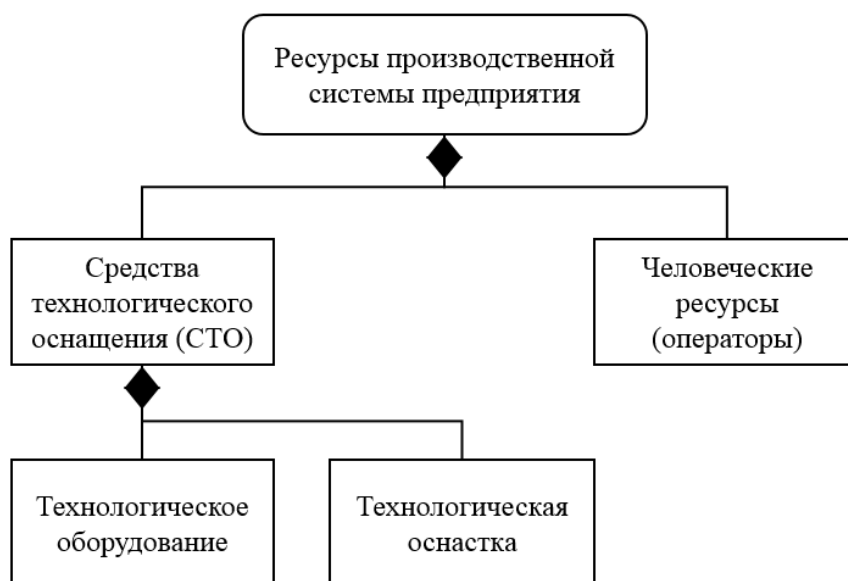 Ресурсы производственной
системы предприятия
Средства
технологического
оснащения (СТО)
Человеческие
ресурсы
(операторы)
Технологическое
оборудование
Технологическая
оснастка